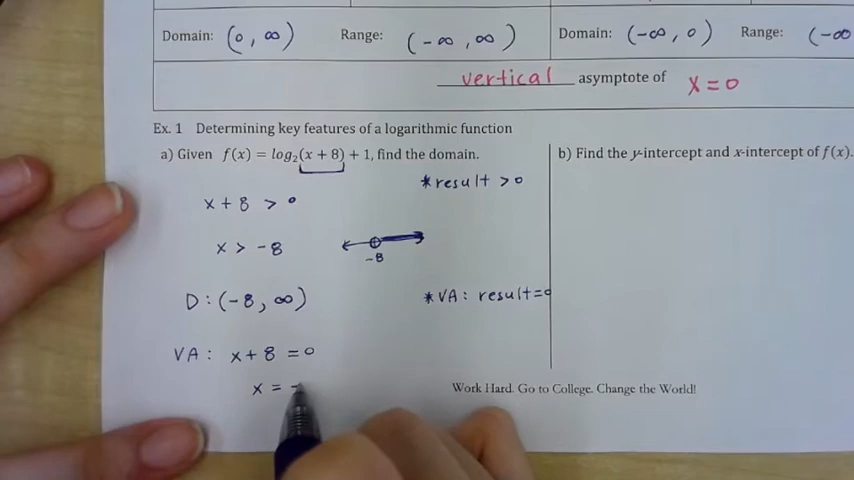 Domain: (0, ∞) Range: (-∞, ∞) Domain: (-∞, 0) Range: (-∞
vertical asymptote of x = 0
Ex. 1 Determining key features of a logarithmic function
a) Given f(x) = log₂(x + 8) + 1, find the domain.
b) Find the y-intercept and x-intercept of f(x).
*result > 0
x + 8 > 0
x > -8
-8
D: (-8, ∞)
*VA: result=0
VA: x + 8 = 0
x = -
Work Hard. Go to College. Change the World!